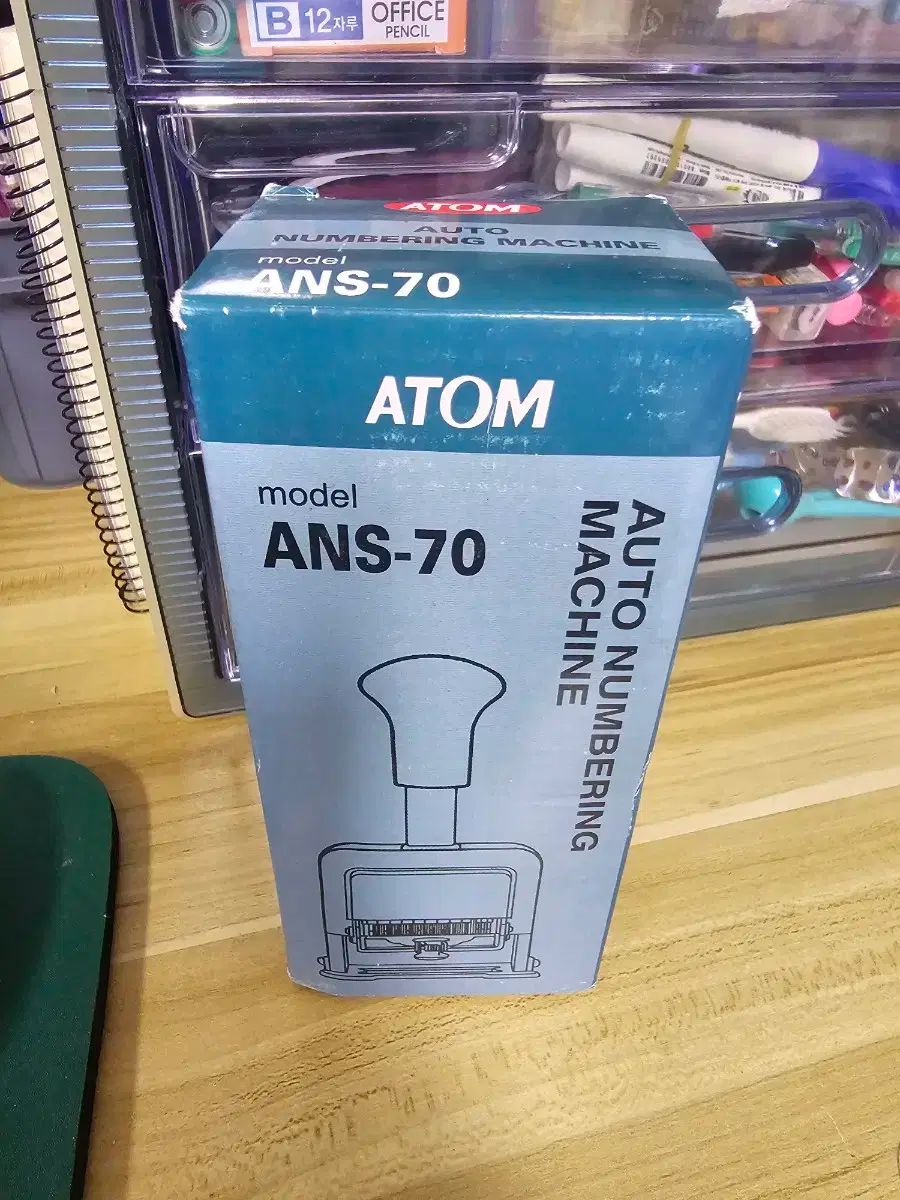 B 12자루 OFFICE
PENCIL
ATOM
AUTO
NUMBERING MACHINE
model
ANS-70
ATOM
model
ANS-70
AUTO NUMBERING
MACHINE